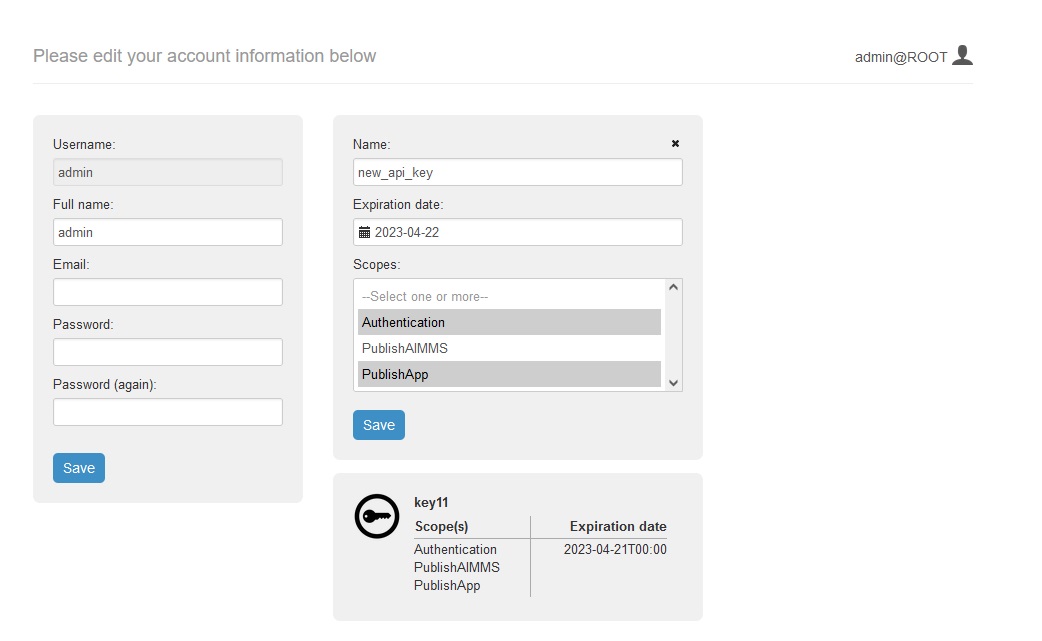 Please edit your account information below
admin@ROOT
Username:
admin
Full name:
admin
Email:
Password:
Password (again):
Save
Name:
new_api_key
Expiration date:
2023-04-22
Scopes:
--Select one or more--
Authentication
PublishAIMMS
PublishApp
Save
key11
Scope(s) Expiration date
Authentication 2023-04-21T00:00
PublishAIMMS
PublishApp